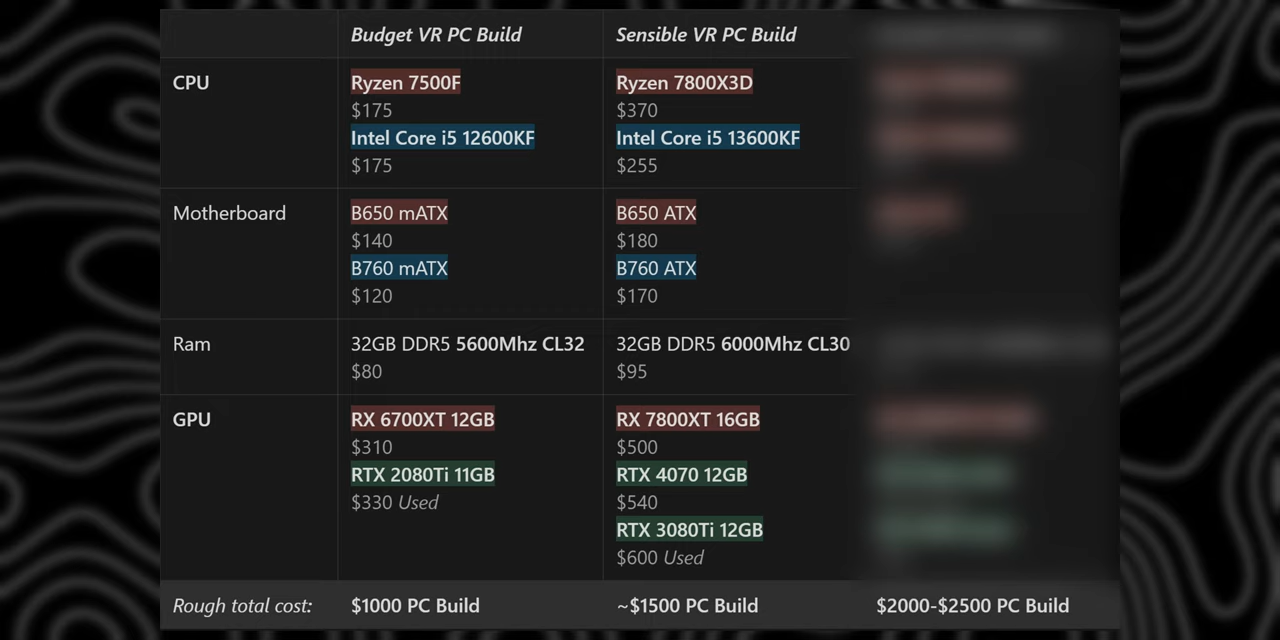 Budget VR PC Build
Sensible VR PC Build
CPU
Ryzen 7500F
$175
Intel Core i5 12600KF
$175
Ryzen 7800X3D
$370
Intel Core i5 13600KF
$255
Motherboard
B650 mATX
$140
B760 mATX
$120
B650 ATX
$180
B760 ATX
$170
Ram
32GB DDR5 5600Mhz CL32
$80
32GB DDR5 6000Mhz CL30
$95
GPU
RX 6700XT 12GB
$310
RTX 2080Ti 11GB
$330 Used
RX 7800XT 16GB
$500
RTX 4070 12GB
$540
RTX 3080Ti 12GB
$600 Used
Rough total cost:
$1000 PC Build
~$1500 PC Build
$2000-$2500 PC Build